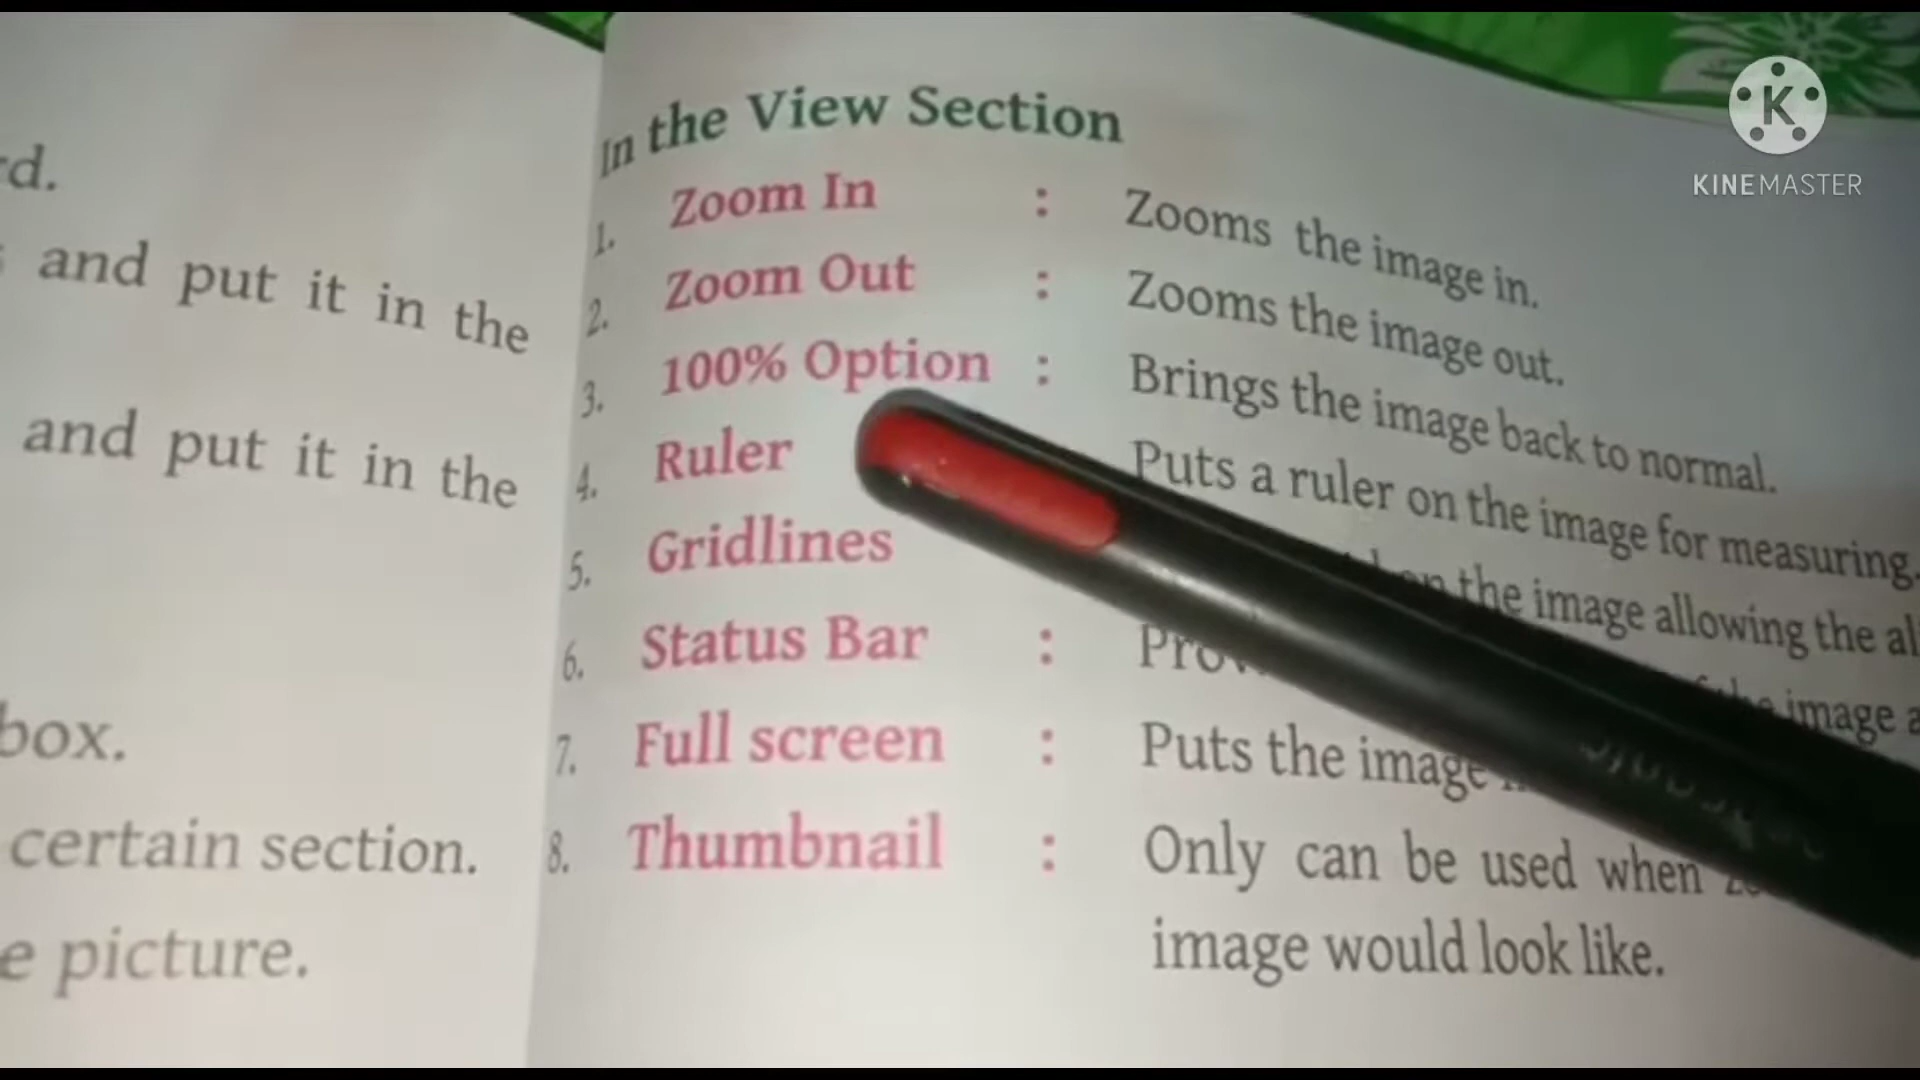 rd.
and put it in the
and put it in the
box.
certain section.
e picture.
In the View Section
1. Zoom In : Zooms the image in.
2. Zoom Out : Zooms the image out.
3. 100% Option : Brings the image back to normal.
4. Ruler Puts a ruler on the image for measuring.
5. Gridlines on the image allowing the
6. Status Bar : image
7. Full screen : Puts the image
8. Thumbnail : Only can be used when
image would look like.
K
KINEMASTER